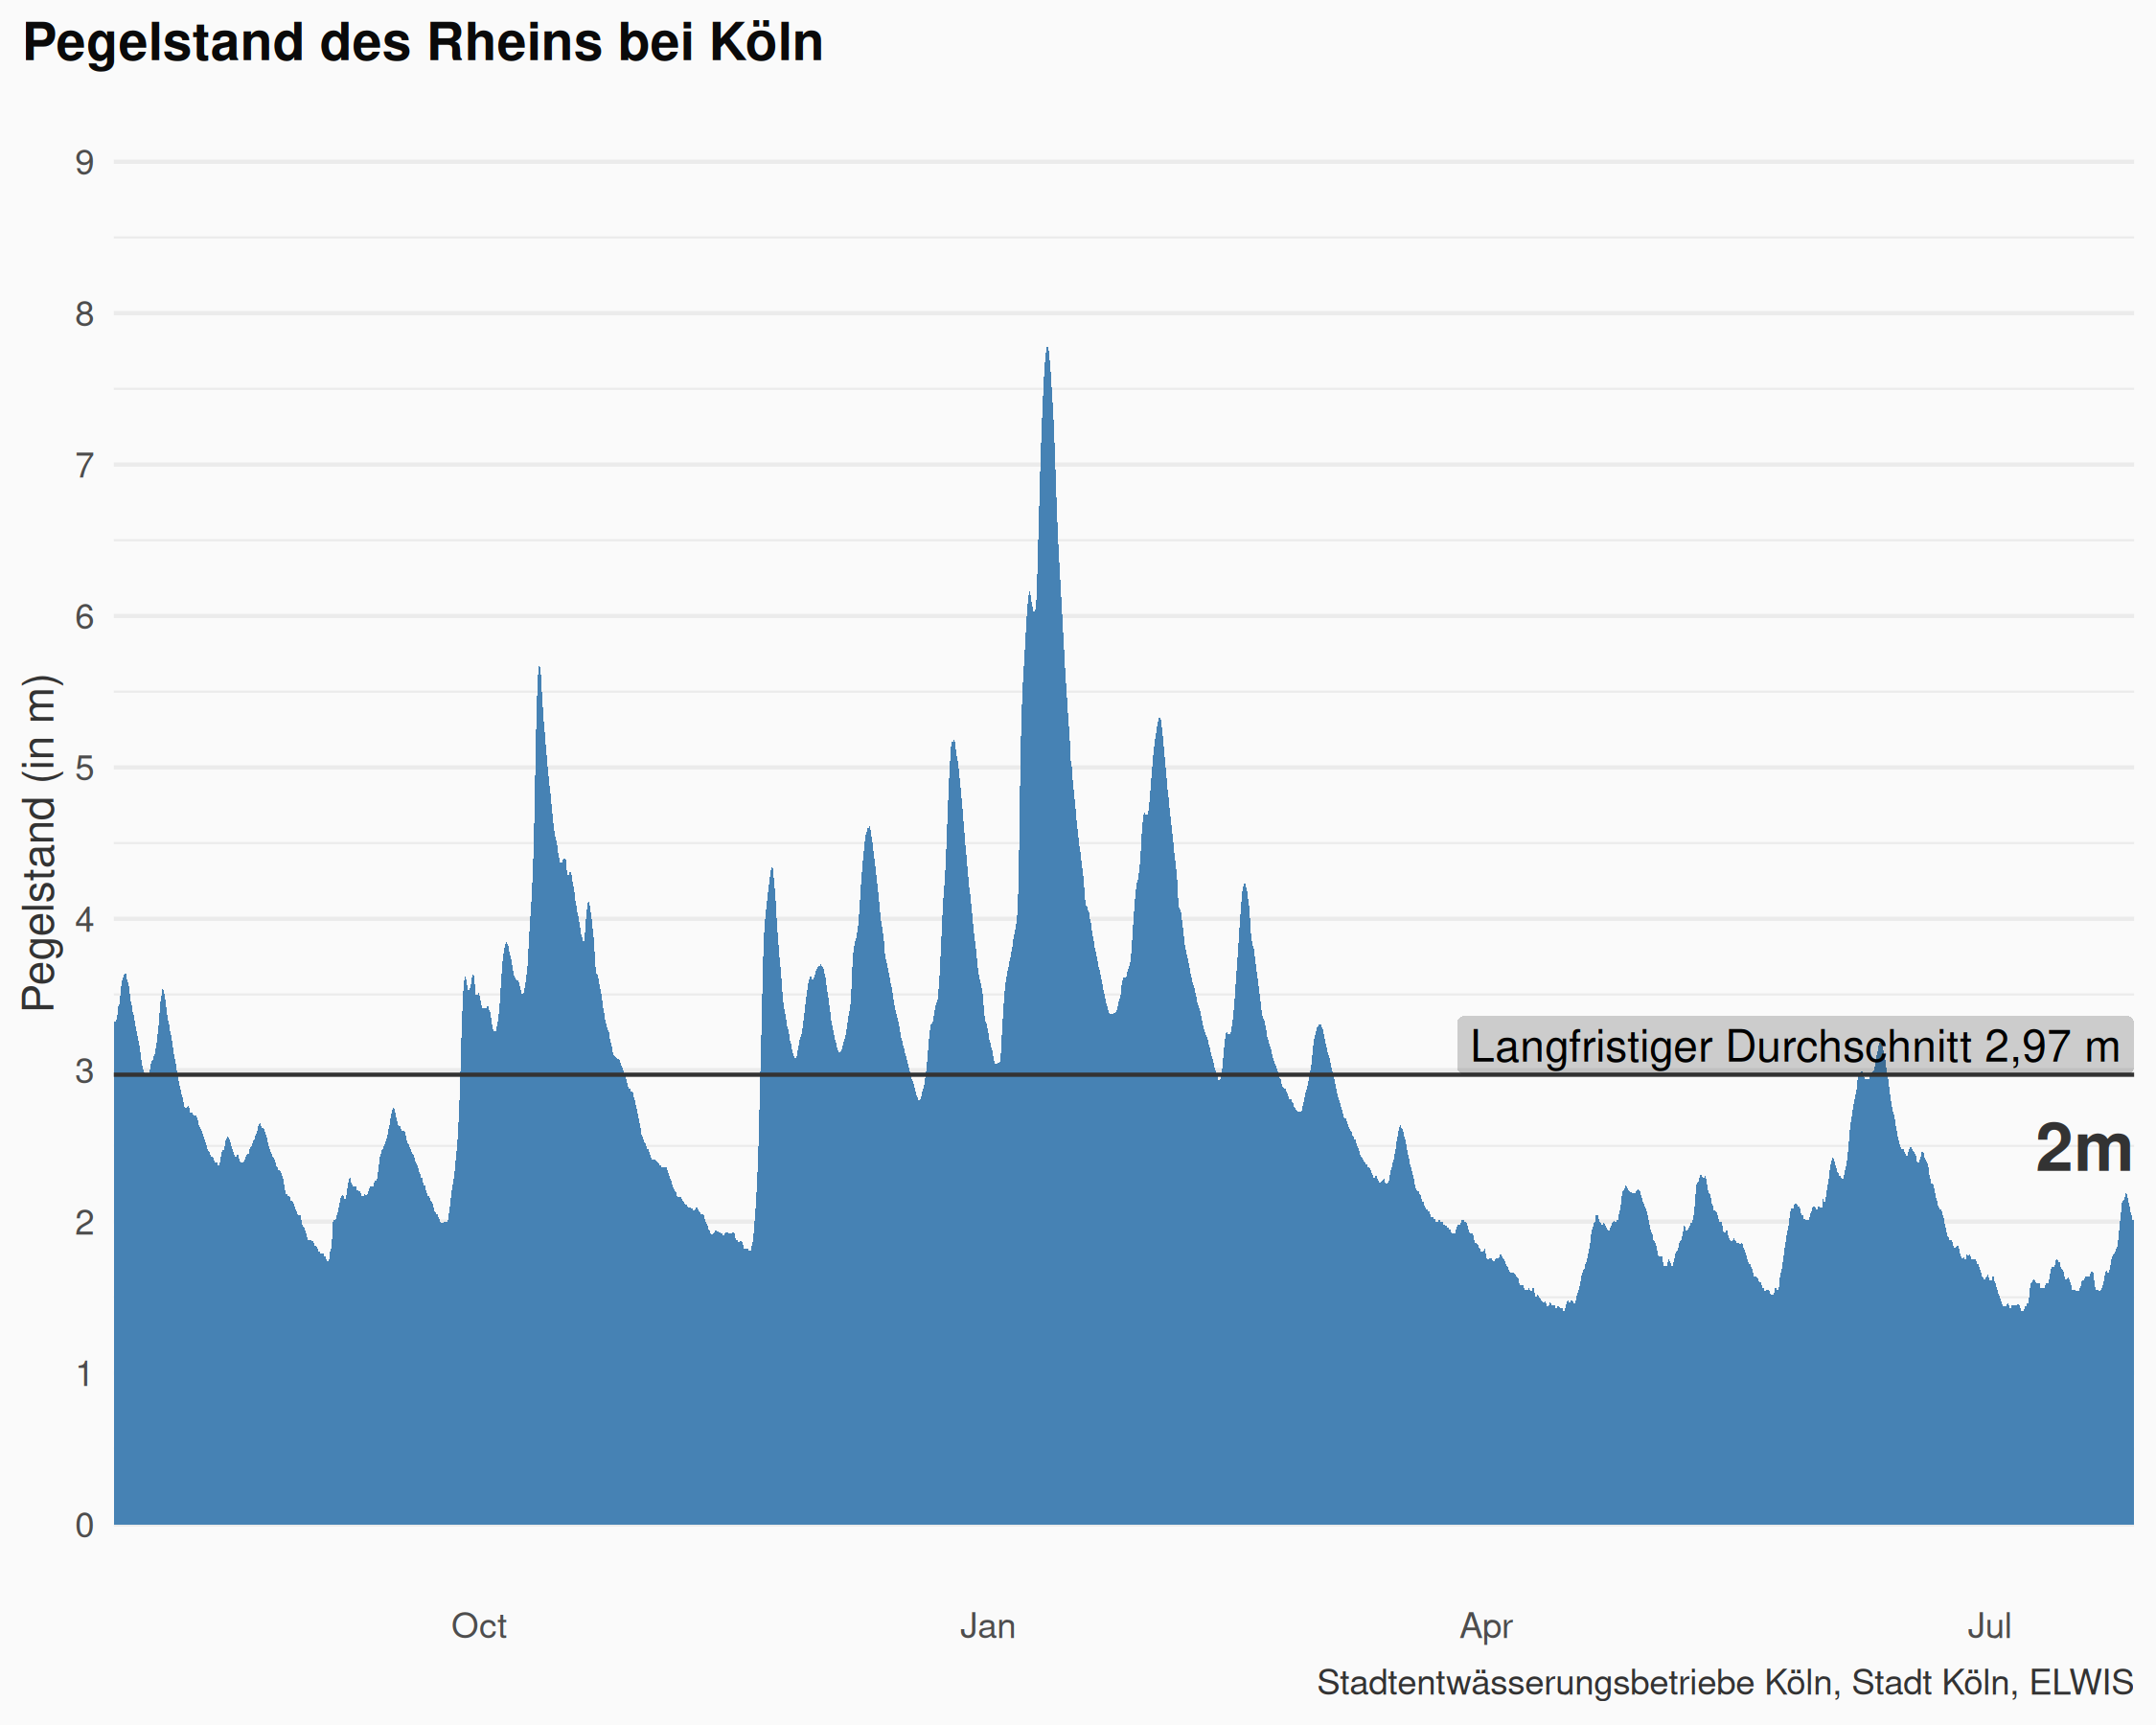 Pegelstand des Rheins bei Köln
9
8
7
6
5
4
3
2
1
0
Pegelstand (in m)
Langfristiger Durchschnitt 2,97 m
2m
Oct Jan Apr Jul
Stadtentwässerungsbetriebe Köln, Stadt Köln, ELWIS